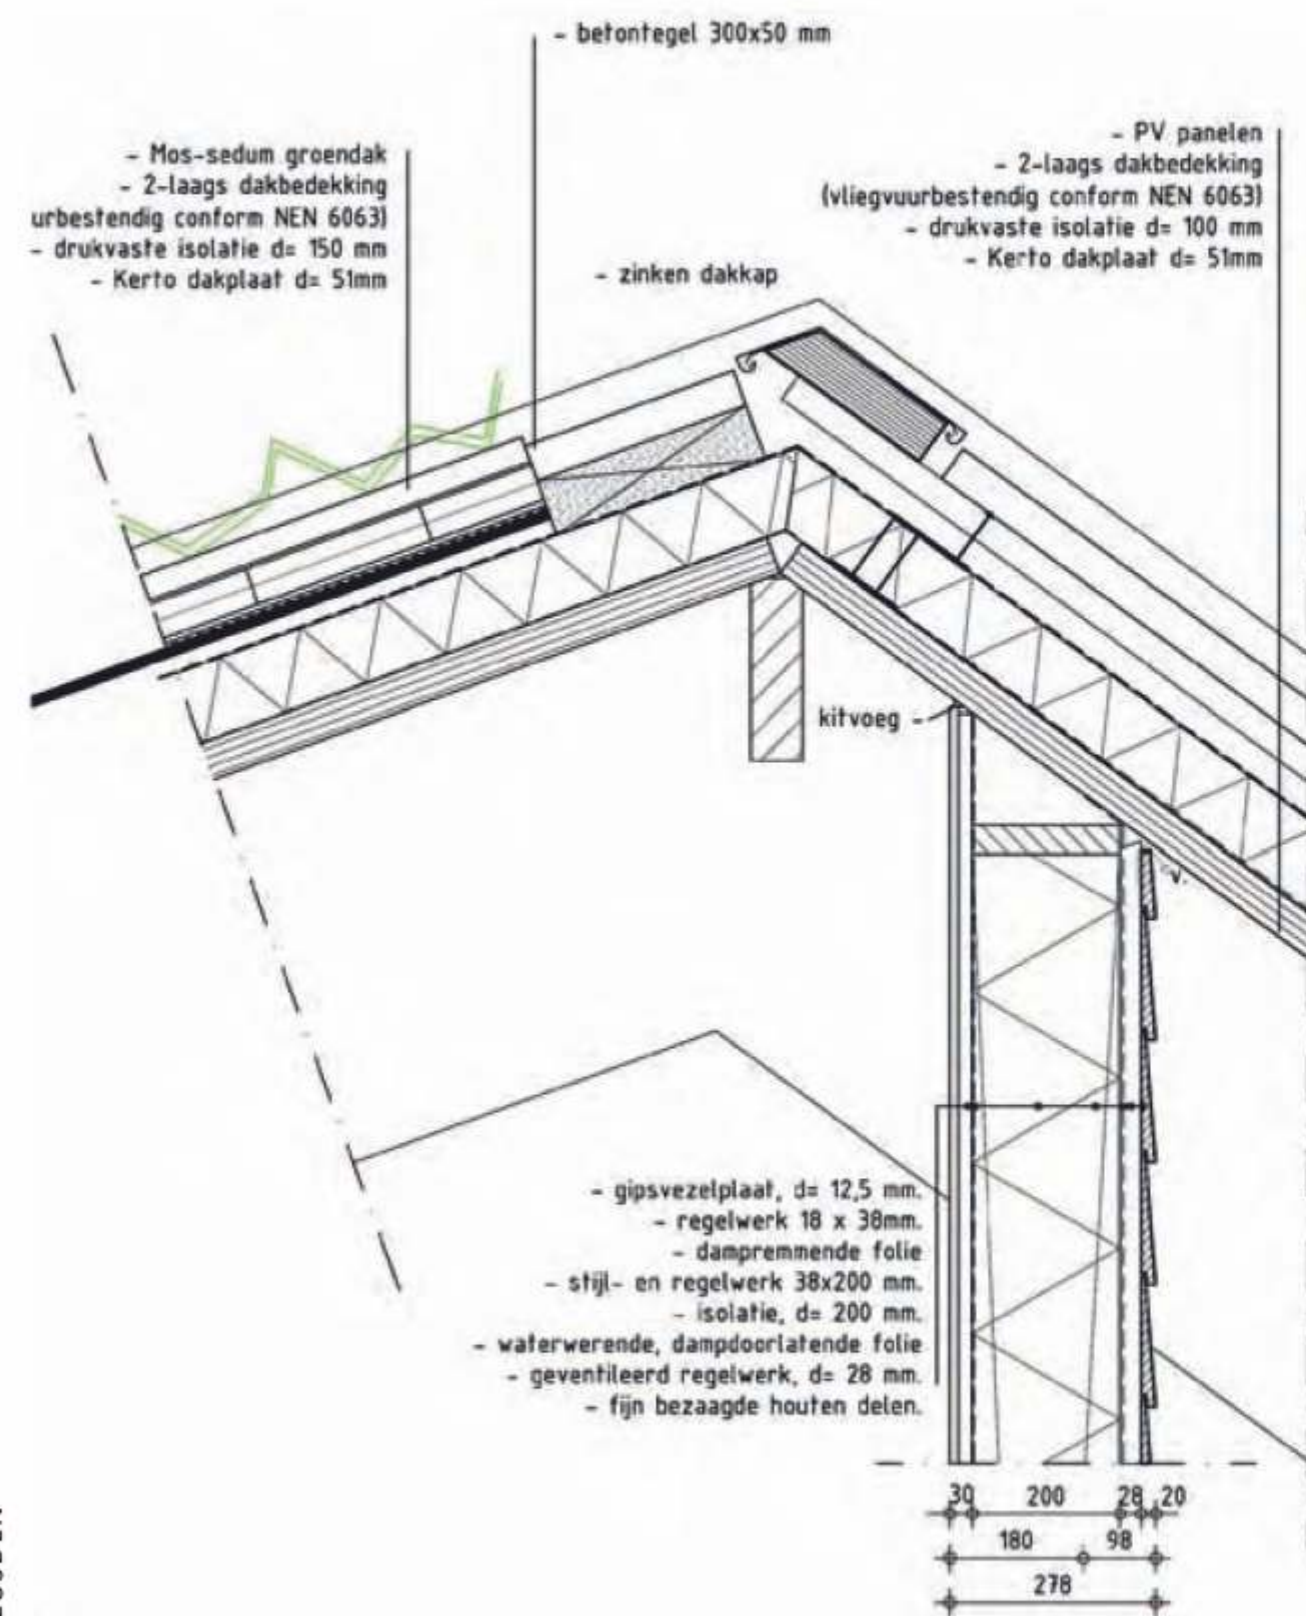 - betontegel 300x50 mm
- Mos-sedum groendak
- 2-laags dakbedekking
urbestendig conform NEN 6063)
- drukvaste isolatie d= 150 mm
- Kerto dakplaat d= 51mm
- PV panelen
- 2-laags dakbedekking
(vliegvuurbestendig conform NEN 6063)
- drukvaste isolatie d= 100 mm
- Kerto dakplaat d= 51mm
- zinken dakkap
kitvoeg -
v.
- gipsvezelplaat, d= 12,5 mm.
- regelwerk 18 x 38mm.
- dampremmende folie
- stijl- en regelwerk 38x200 mm.
- isolatie, d= 200 mm.
- waterwerende, dampdoorlatende folie
- geventileerd regelwerk, d= 28 mm.
- fijn bezaagde houten delen.
30 200 28 20
180 98
278